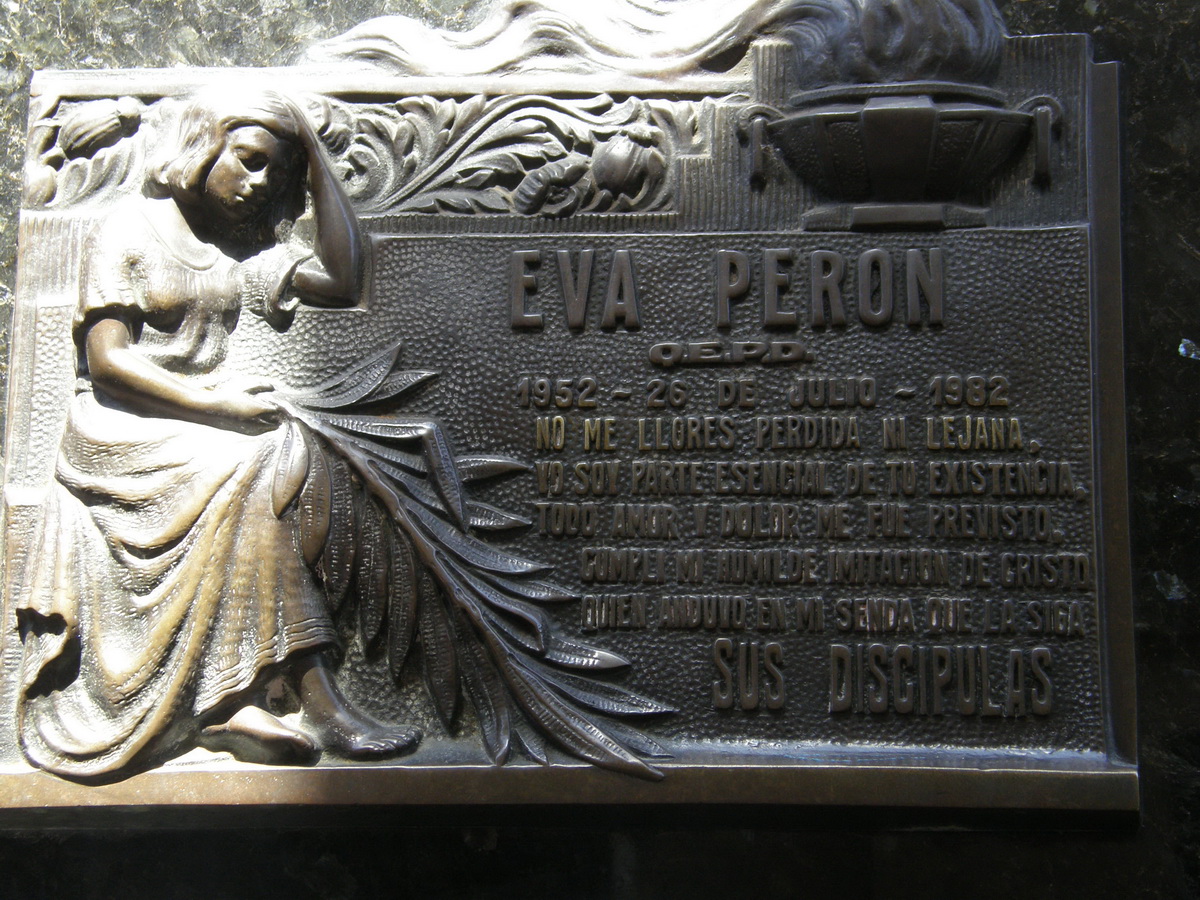 EVA PERON
Q.E.P.D.
1952 - 26 DE JULIO - 1982
NO ME LLORES PERDIDA NI LEJANA.
YO SOY PARTE ESENCIAL DE TU EXISTENCIA,
TODO AMOR Y DOLOR ME FUE PREVISTO.
CUMPLI MI HUMILDE IMITACION DE CRISTO
QUIEN ANDUVO EN MI SENDA QUE LA SIGA
SUS DISCIPULAS